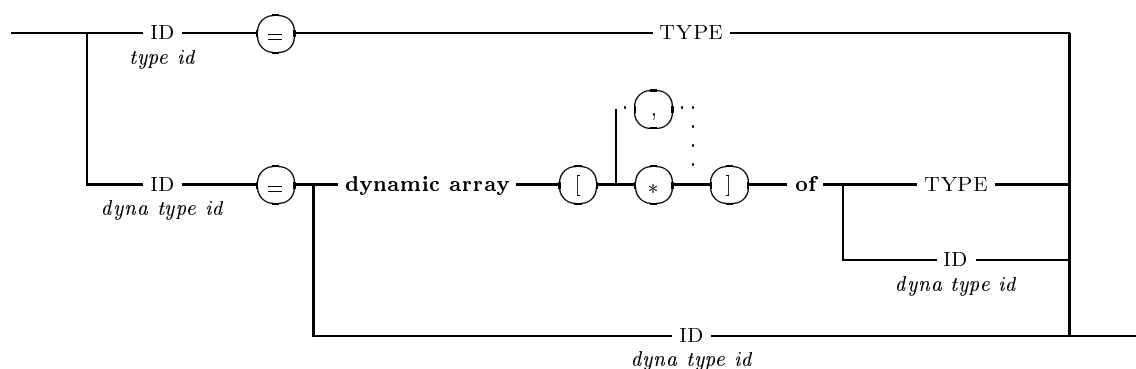 ID = TYPE
type id
,
ID = dynamic array [ * ] of TYPE
dyna type id
ID
dyna type id
ID
dyna type id